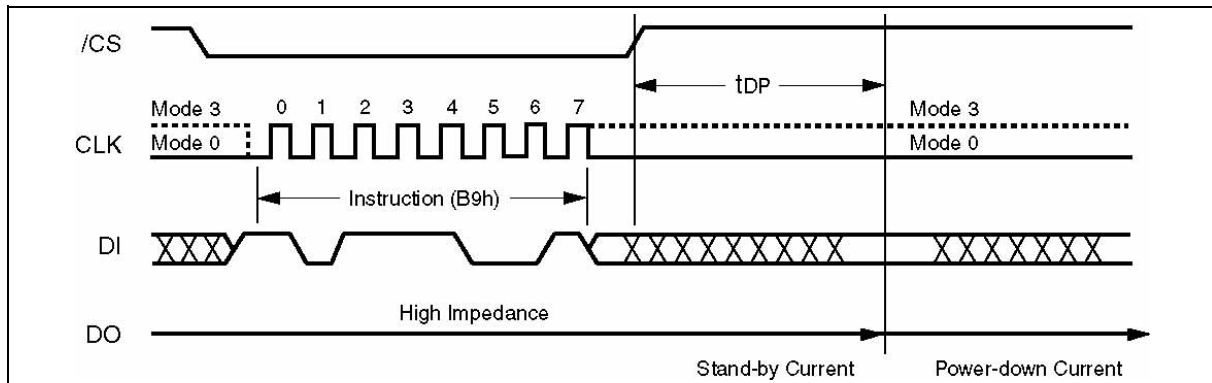 /CS
tDP
Mode 3 0 1 2 3 4 5 6 7 Mode 3
CLK
Mode 0 Mode 0
Instruction (B9h)
DI
High Impedance
DO
Stand-by Current Power-down Current